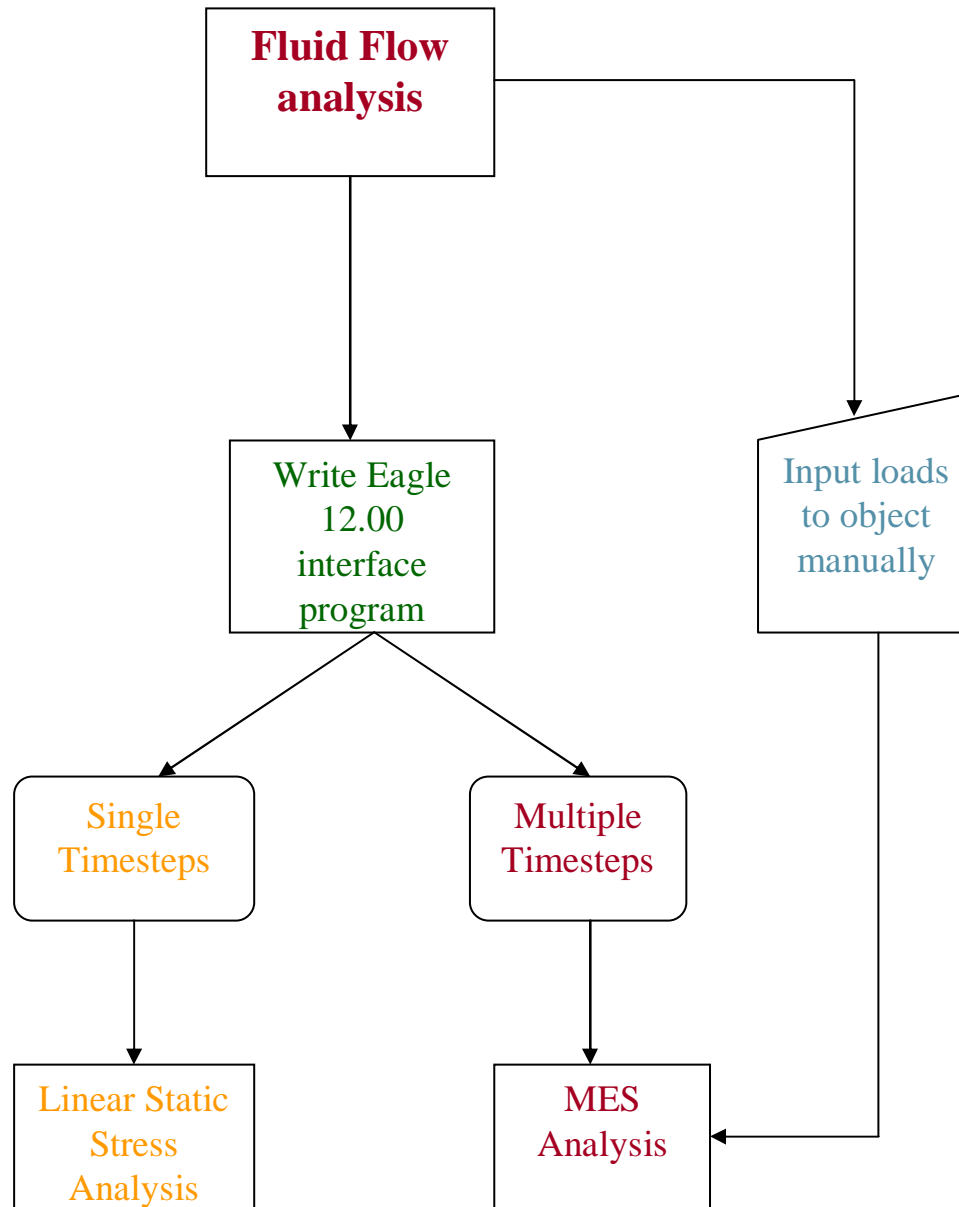 Fluid Flow
analysis
Write Eagle
12.00
interface
program
Input loads
to object
manually
Single
Timesteps
Multiple
Timesteps
Linear Static
Stress
Analysis
MES
Analysis